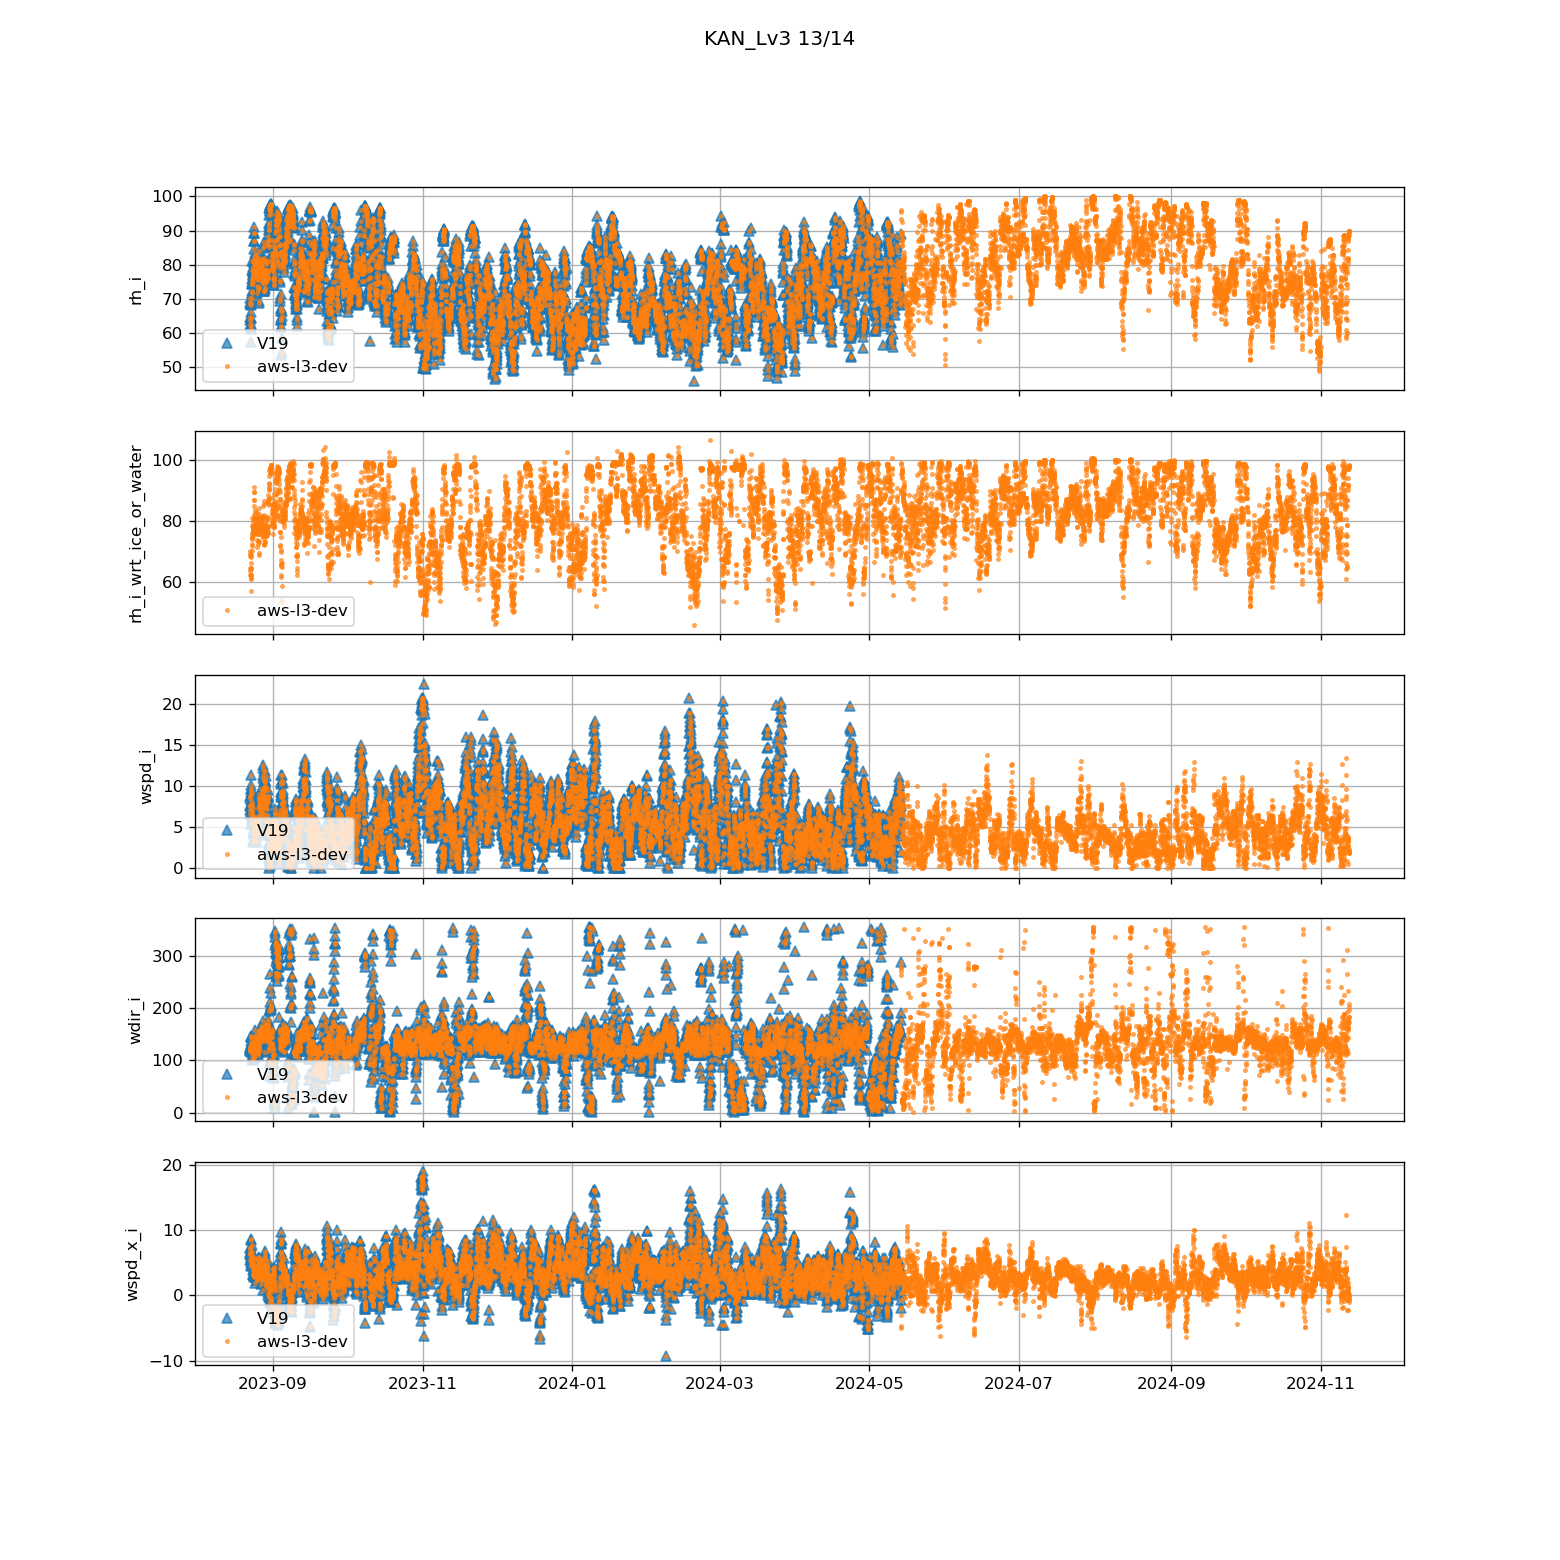 KAN_Lv3 13/14
100
90
80
70
60
50
rh_i
V19
aws-l3-dev
100
80
60
rh_i_wrt_ice_or_water
aws-l3-dev
20
15
10
5
0
wspd_i
V19
aws-l3-dev
300
200
100
0
wdir_i
V19
aws-l3-dev
20
10
0
−10
wspd_x_i
V19
aws-l3-dev
2023-09 2023-11 2024-01 2024-03 2024-05 2024-07 2024-09 2024-11